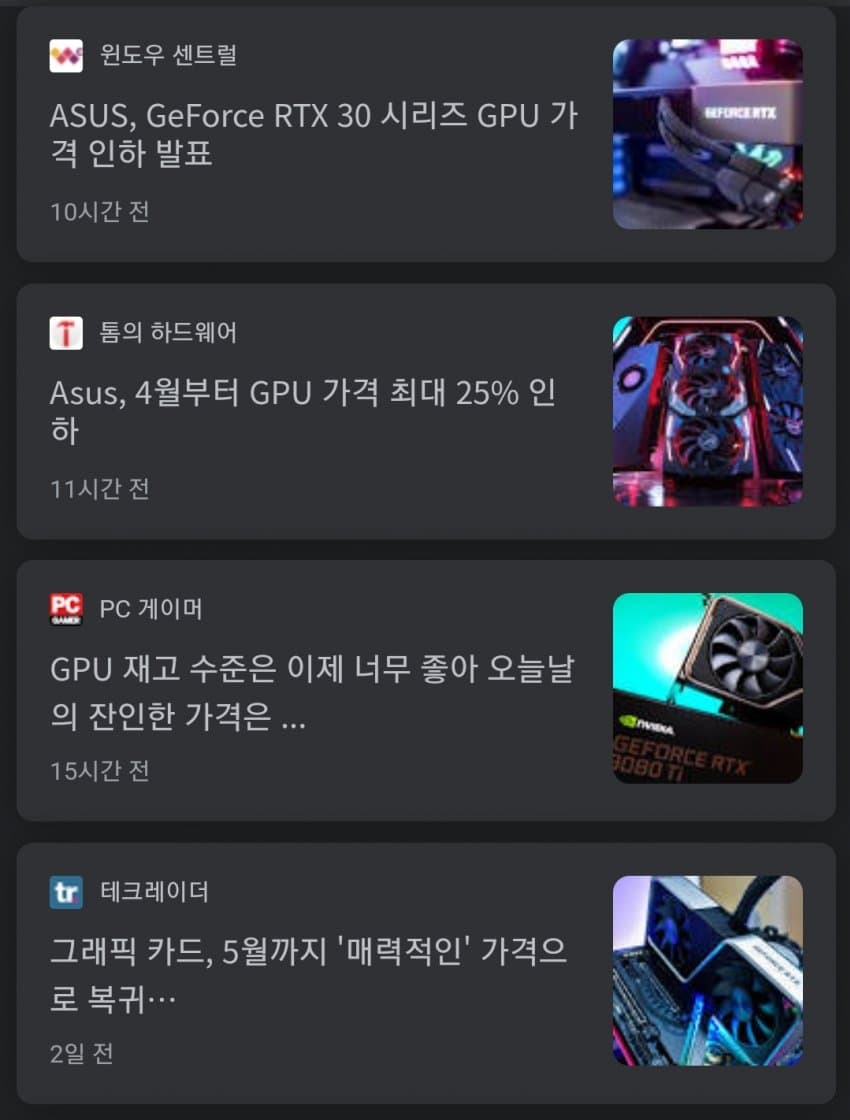 윈도우 센트럴
ASUS, GeForce RTX 30 시리즈 GPU 가
격 인하 발표
10시간 전
GEFORCE RTX
톰의 하드웨어
Asus, 4월부터 GPU 가격 최대 25% 인
하
11시간 전
PC
GAMER
PC 게이머
GPU 재고 수준은 이제 너무 좋아 오늘날
의 잔인한 가격은 ...
15시간 전
NVIDIA
GEFORCE RTX
3080 Ti
tr
테크레이더
그래픽 카드, 5월까지 '매력적인' 가격으
로 복귀…
2일 전
GEFORCE RTX